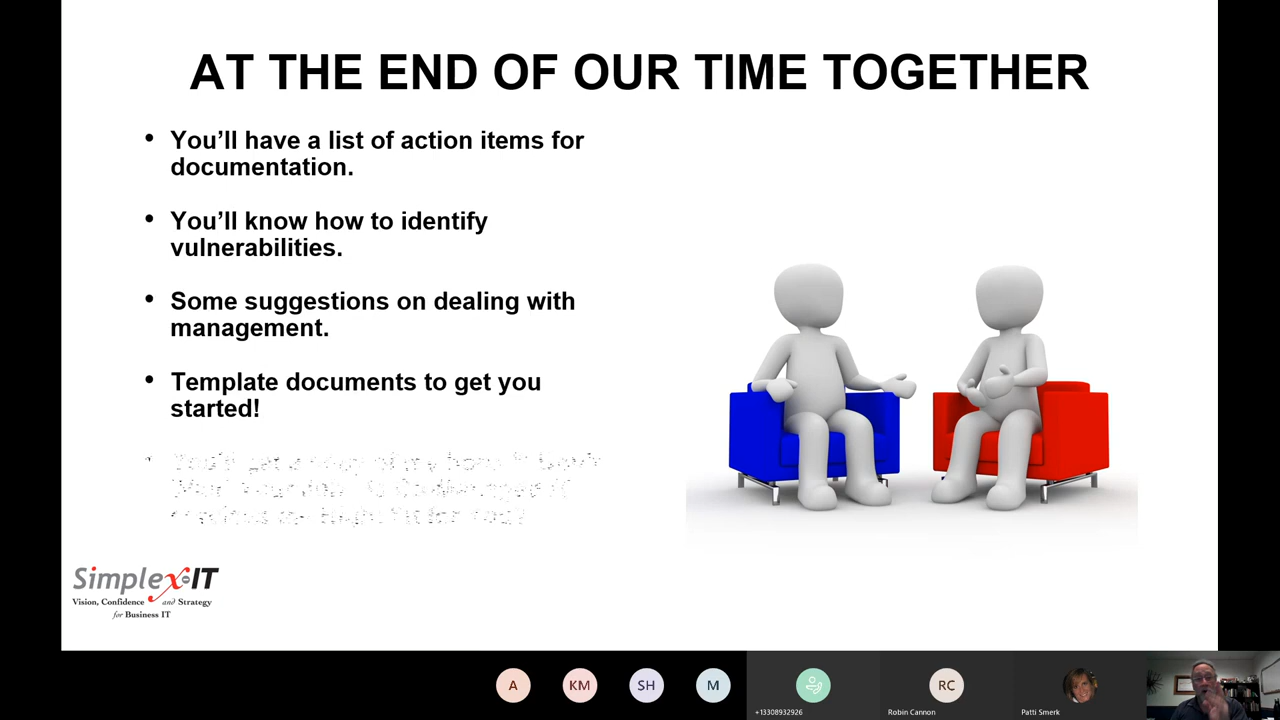 AT THE END OF OUR TIME TOGETHER
• You’ll have a list of action items for
documentation.
• You’ll know how to identify
vulnerabilities.
• Some suggestions on dealing with
management.
• Template documents to get you
started!
Simplex-IT
Vision, Confidence and Strategy
for Business IT
A
KM
SH
M
+13308932926
RC
Robin Cannon
Patti Smerk